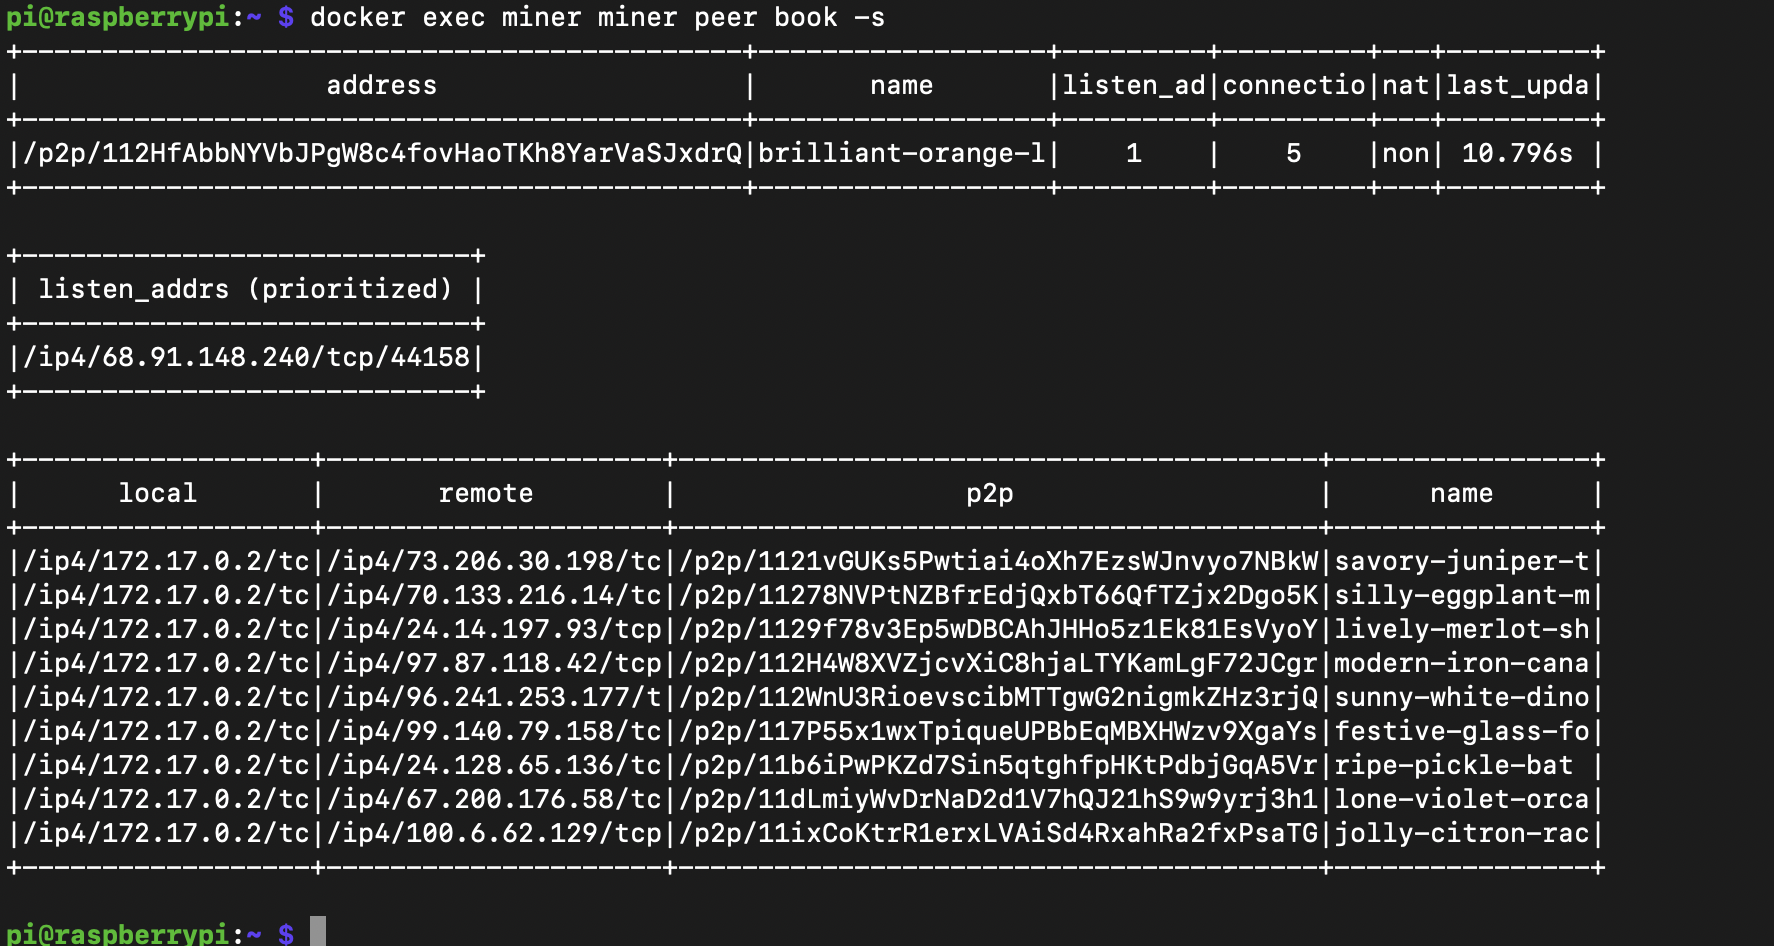 pi@raspberrypi:~ $ docker exec miner miner peer book -s
+---------------------------------------------+------------------+---------+---------+---+---------+
| address | name |listen_ad|connectio|nat|last_upda|
+---------------------------------------------+------------------+---------+---------+---+---------+
|/p2p/112HfAbbNYVbJPgW8c4fovHaoTKh8YarVaSJxdrQ|brilliant-orange-l| 1 | 5 |non| 10.796s |
+---------------------------------------------+------------------+---------+---------+---+---------+
+----------------------------+
| listen_addrs (prioritized) |
+----------------------------+
|/ip4/68.91.148.240/tcp/44158|
+----------------------------+
+------------------+---------------------+----------------------------------------+----------------+
| local | remote | p2p | name |
+------------------+---------------------+----------------------------------------+----------------+
|/ip4/172.17.0.2/tc|/ip4/73.206.30.198/tc|/p2p/1121vGUKs5Pwtiai4oXh7EzsWJnvyo7NBkW|savory-juniper-t|
|/ip4/172.17.0.2/tc|/ip4/70.133.216.14/tc|/p2p/11278NVPtNZBfrEdjQxbT66QfTZjx2Dgo5K|silly-eggplant-m|
|/ip4/172.17.0.2/tc|/ip4/24.14.197.93/tcp|/p2p/1129f78v3Ep5wDBCAhJHHo5z1Ek81EsVyoY|lively-merlot-sh|
|/ip4/172.17.0.2/tc|/ip4/97.87.118.42/tcp|/p2p/112H4W8XVZjcvXiC8hjaLTYKamLgF72JCgr|modern-iron-cana|
|/ip4/172.17.0.2/tc|/ip4/96.241.253.177/t|/p2p/112WnU3RioevscibMTTgwG2nigmkZHz3rjQ|sunny-white-dino|
|/ip4/172.17.0.2/tc|/ip4/99.140.79.158/tc|/p2p/117P55x1wxTpiqueUPBbEqMBXHWzv9XgaYs|festive-glass-fo|
|/ip4/172.17.0.2/tc|/ip4/24.128.65.136/tc|/p2p/11b6iPwPKZd7Sin5qtghfpHKtPdbjGqA5Vr|ripe-pickle-bat |
|/ip4/172.17.0.2/tc|/ip4/67.200.176.58/tc|/p2p/11dLmiyWvDrNaD2d1V7hQJ21hS9w9yrj3h1|lone-violet-orca|
|/ip4/172.17.0.2/tc|/ip4/100.6.62.129/tcp|/p2p/11ixCoKtrR1erxLVAiSd4RxahRa2fxPsaTG|jolly-citron-rac|
+------------------+---------------------+----------------------------------------+----------------+
pi@raspberrypi:~ $